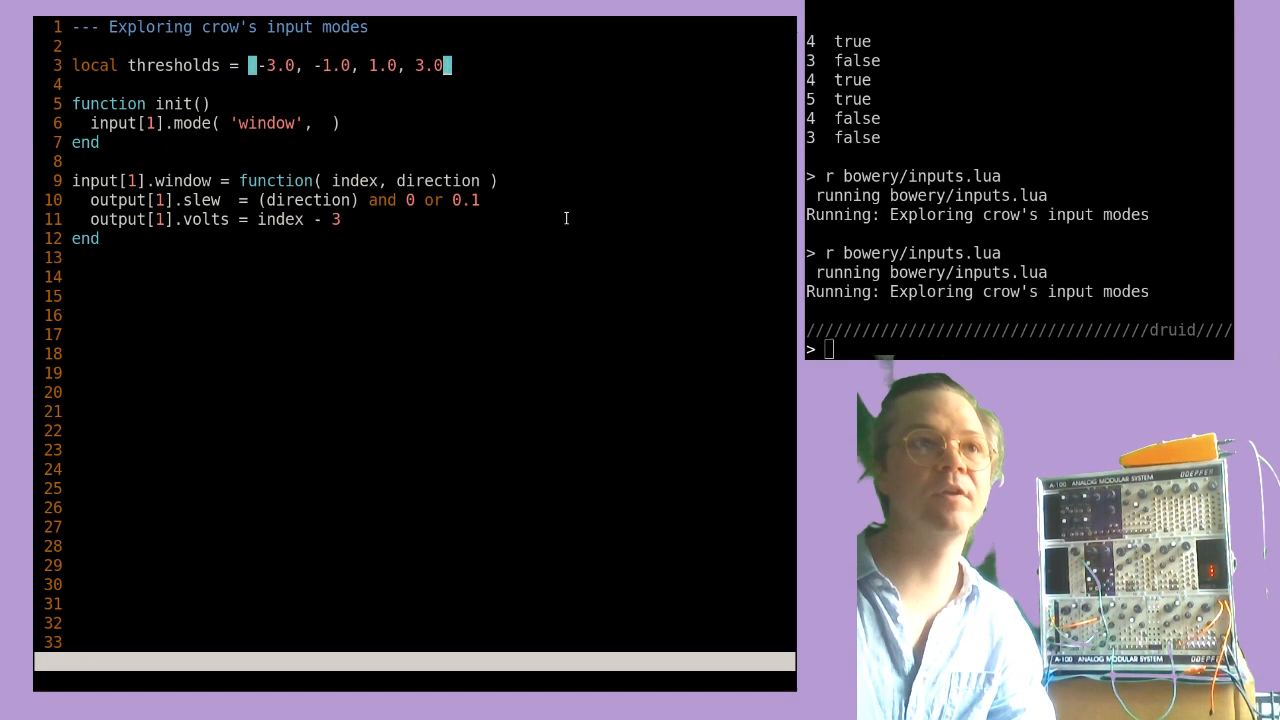 1 --- Exploring crow's input modes
2
3 local thresholds = {-3.0, -1.0, 1.0, 3.0}
4
5 function init()
6   input[1].mode( 'window',  )
7 end
8
9 input[1].window = function( index, direction )
10   output[1].slew  = (direction) and 0 or 0.1
11   output[1].volts = index - 3
12 end
13
14
15
16
17
18
19
20
21
22
23
24
25
26
27
28
29
30
31
32
33
4  true
3  false
4  true
5  true
4  false
3  false
> r bowery/inputs.lua
running bowery/inputs.lua
Running: Exploring crow's input modes
> r bowery/inputs.lua
running bowery/inputs.lua
Running: Exploring crow's input modes
/////////////////////////////////////druid////
>
A-100 ANALOG MODULAR SYSTEM DOEPFER
A-100 ANALOG MODULAR SYSTEM DOEPFER